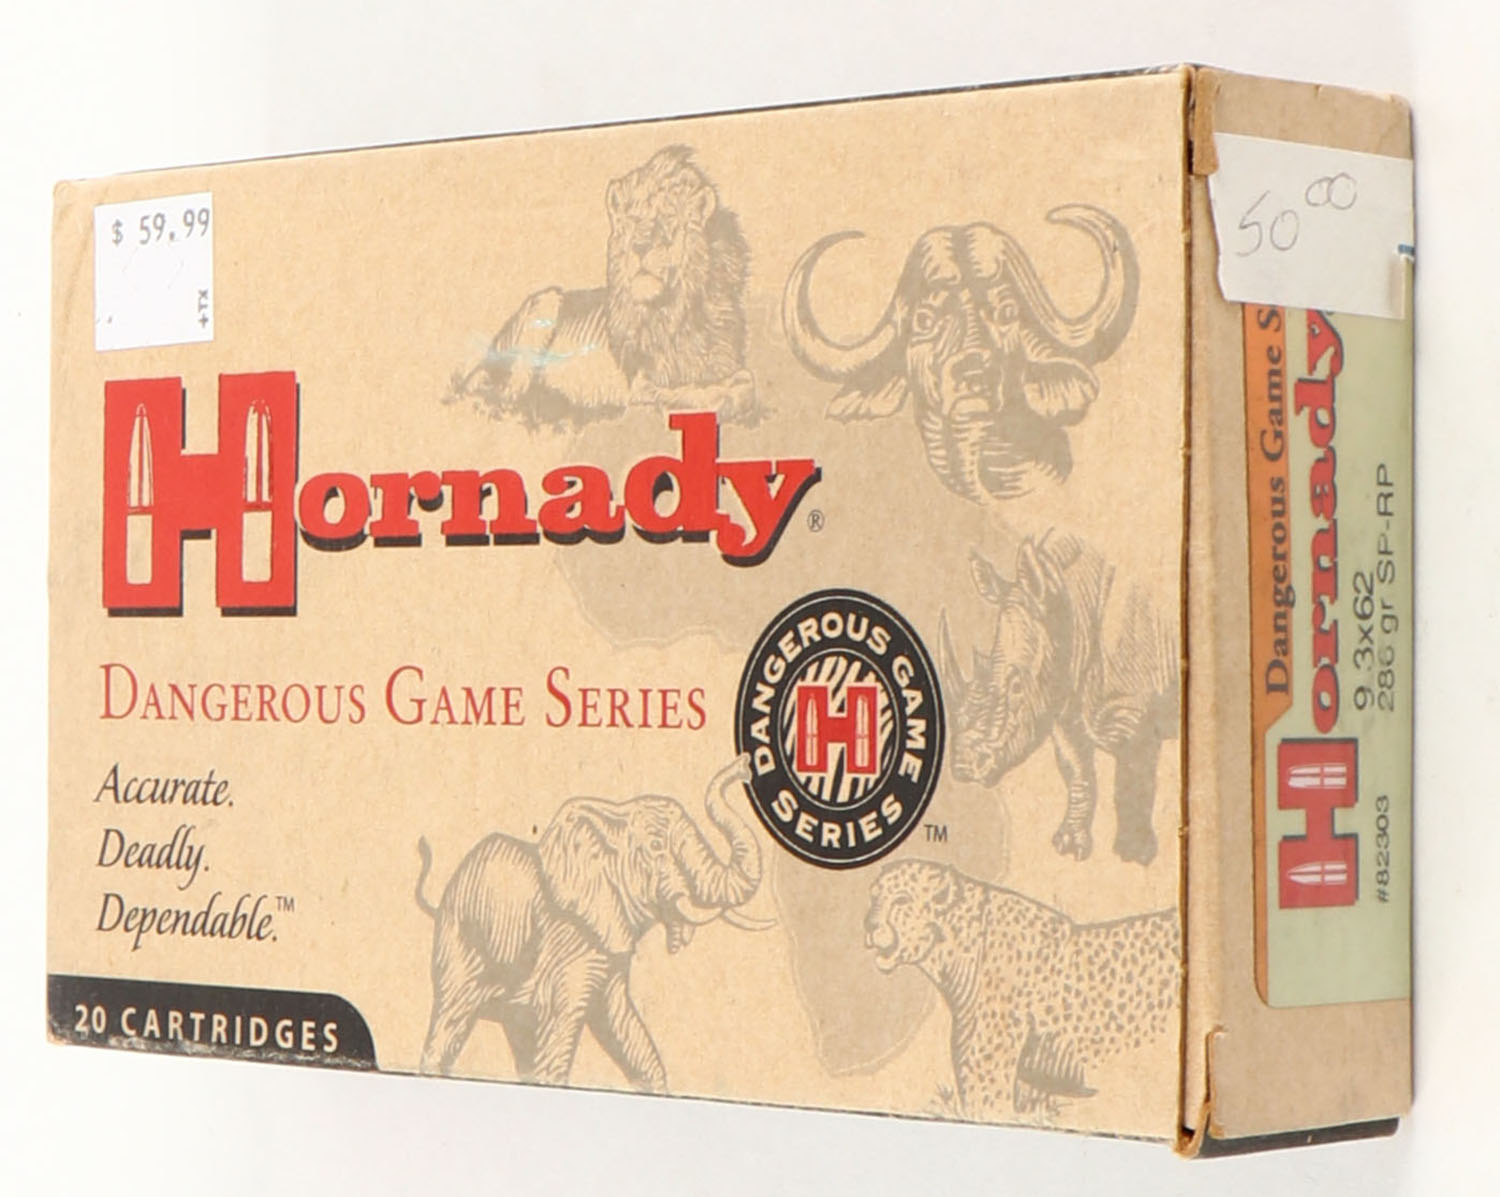 $ 59.99
+TX
Hornady®
DANGEROUS GAME SERIES
Accurate.
Deadly.
Dependable.™
20 CARTRIDGES
DANGEROUS GAME SERIES
H
™
50 00
Dangerous Game S
Hornady
9.3x62
286 gr SP-RP
#82303